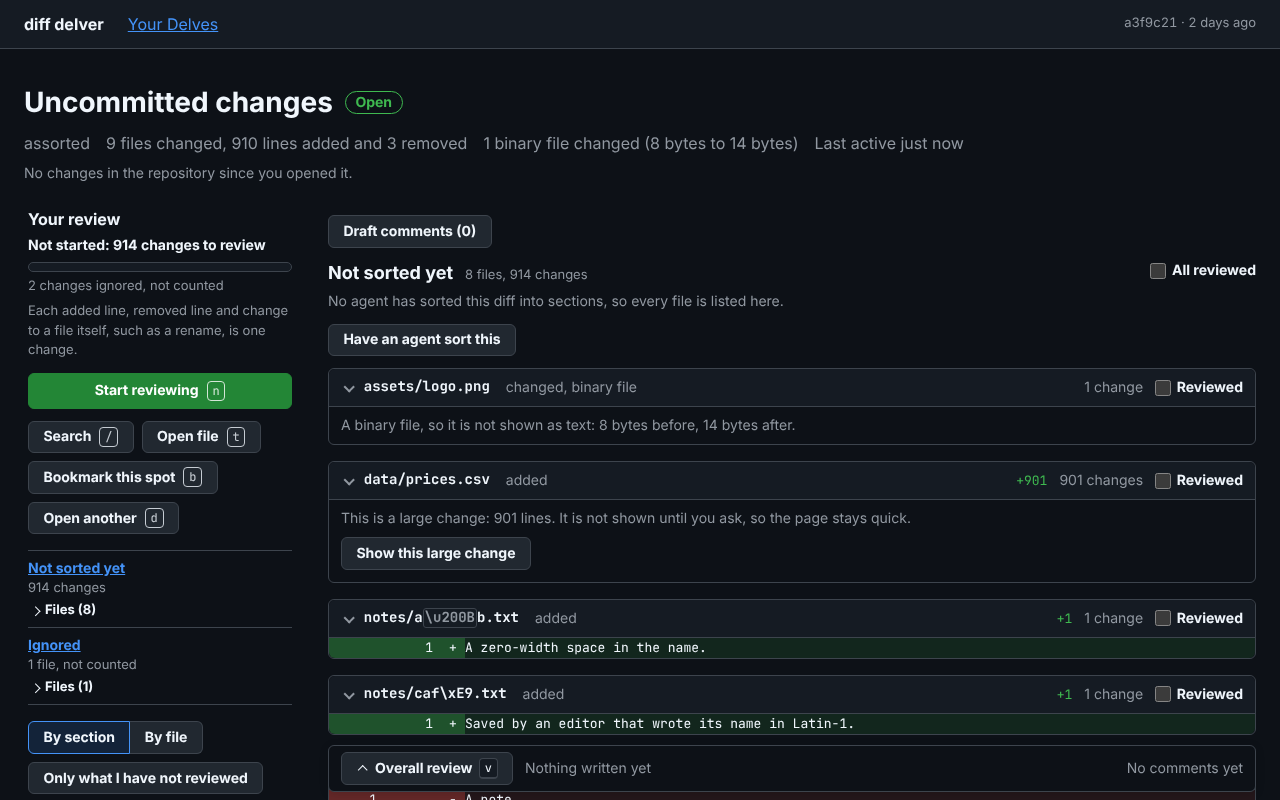 diff delver Your Delves a3f9c21 · 2 days ago
Uncommitted changes Open
assorted 9 files changed, 910 lines added and 3 removed 1 binary file changed (8 bytes to 14 bytes) Last active just now
No changes in the repository since you opened it.
Your review
Not started: 914 changes to review
2 changes ignored, not counted
Each added line, removed line and change
to a file itself, such as a rename, is one
change.
Start reviewing n
Search / Open file t
Bookmark this spot b
Open another d
Not sorted yet
914 changes
Files (8)
Ignored
1 file, not counted
Files (1)
By section By file
Only what I have not reviewed
Draft comments (0)
Not sorted yet 8 files, 914 changes All reviewed
No agent has sorted this diff into sections, so every file is listed here.
Have an agent sort this
assets/logo.png changed, binary file 1 change Reviewed
A binary file, so it is not shown as text: 8 bytes before, 14 bytes after.
data/prices.csv added +901 901 changes Reviewed
This is a large change: 901 lines. It is not shown until you ask, so the page stays quick.
Show this large change
notes/a\u200Bb.txt added +1 1 change Reviewed
1 + A zero-width space in the name.
notes/caf\xE9.txt added +1 1 change Reviewed
1 + Saved by an editor that wrote its name in Latin-1.
Overall review v Nothing written yet No comments yet
1 - A note